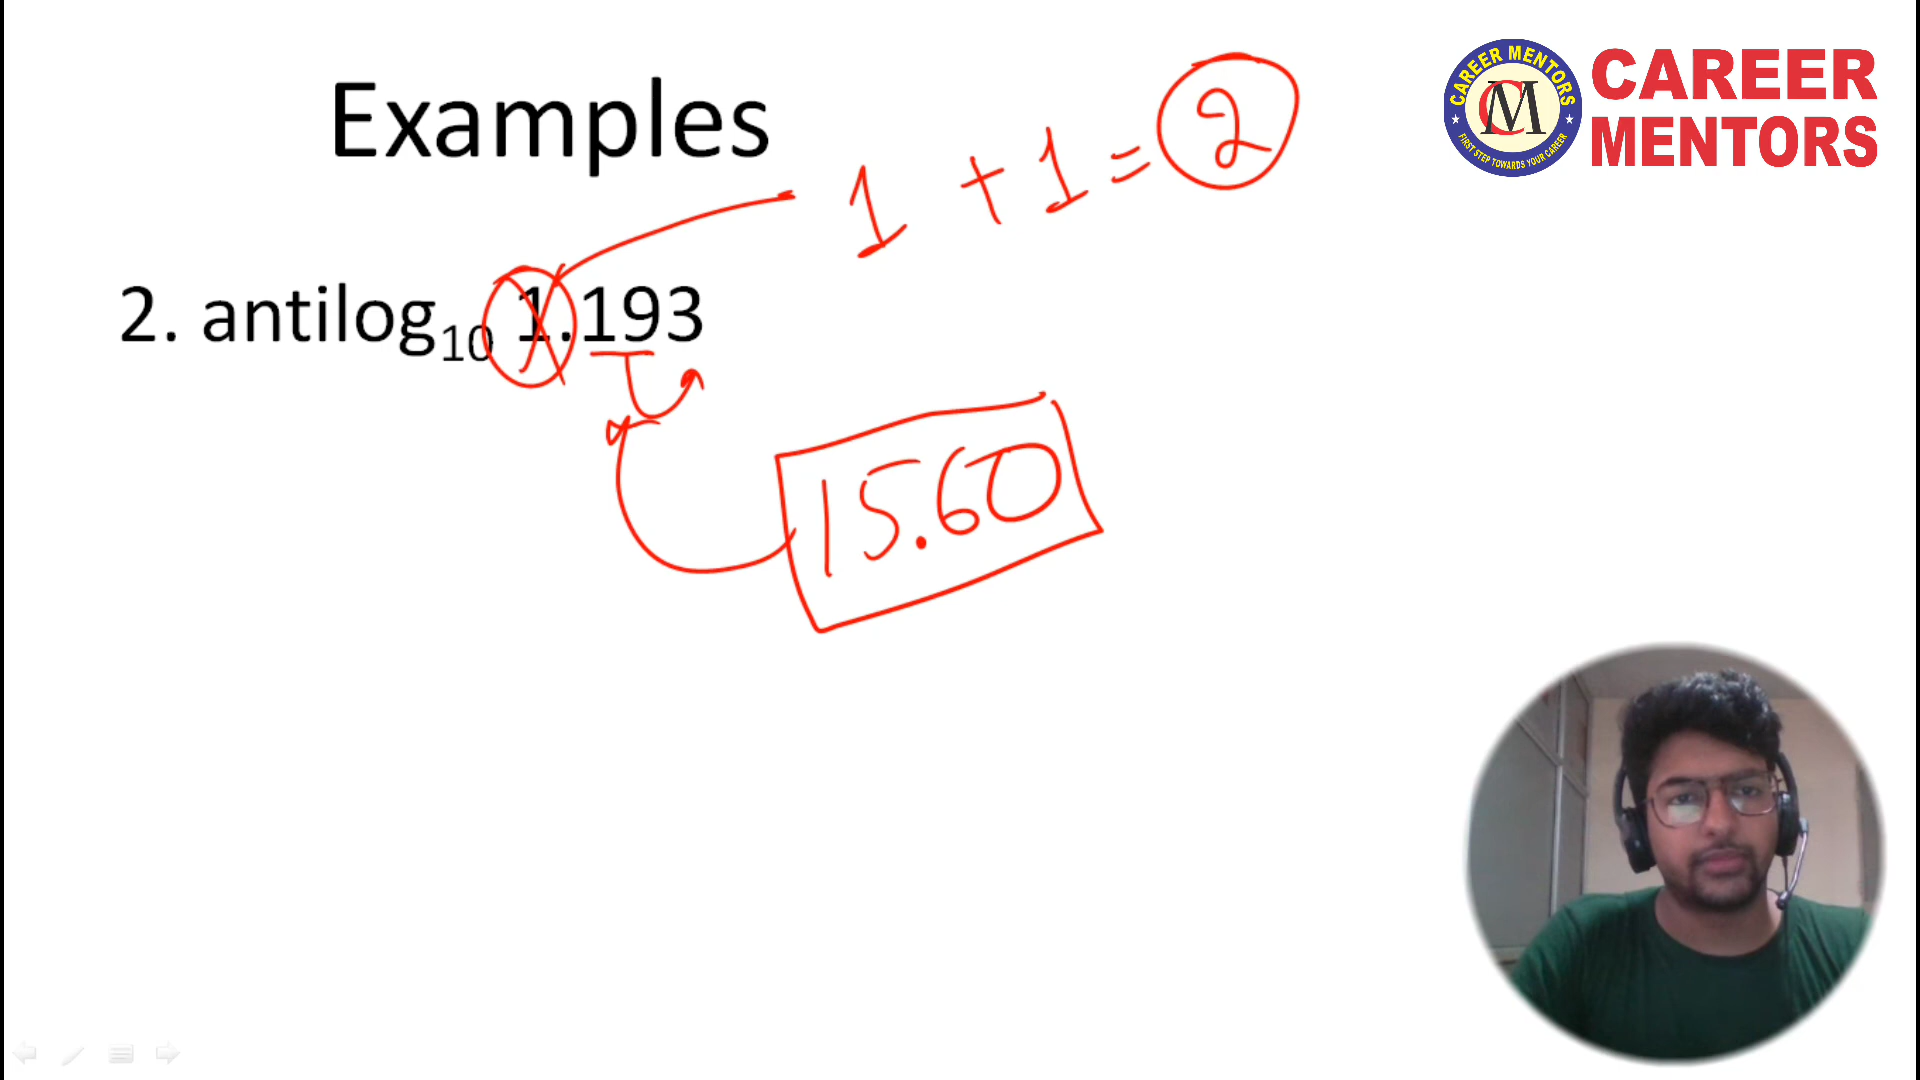 Examples
1 + 1 = 2
2. antilog10 1.193
15.60
CAREER MENTORS
CM
FIRST STEP TOWARDS YOUR CAREER
CAREER
MENTORS